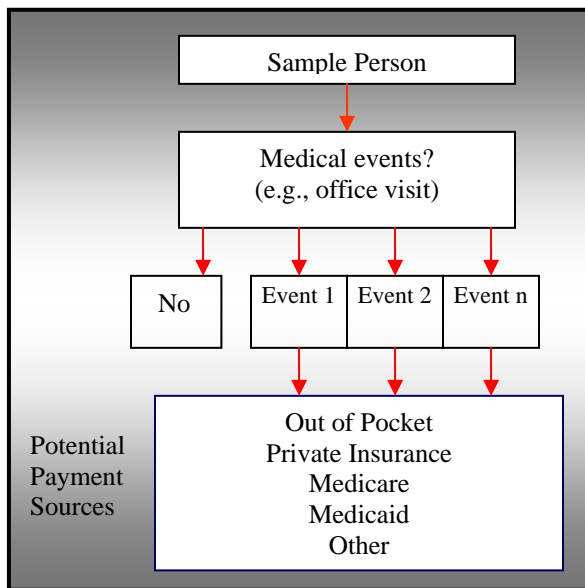 Sample Person
Medical events?
(e.g., office visit)
No
Event 1
Event 2
Event n
Potential
Payment
Sources
Out of Pocket
Private Insurance
Medicare
Medicaid
Other